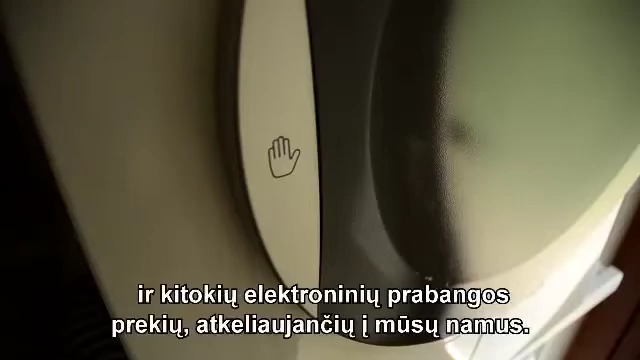 ir kitokių elektroninių prabangos
prekių, atkeliaujančių į mūsų namus.